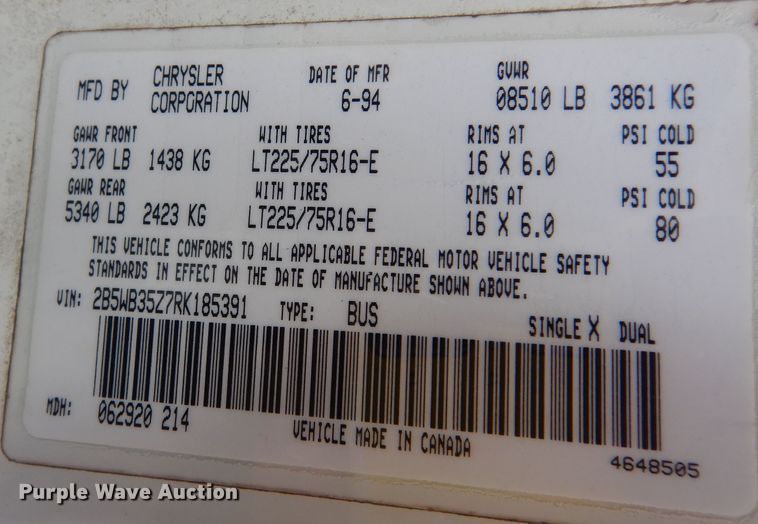 MFD BY CHRYSLER CORPORATION DATE OF MFR 6-94 GVWR 08510 LB 3861 KG
GAWR FRONT WITH TIRES RIMS AT PSI COLD
3170 LB 1438 KG LT225/75R16-E 16 X 6.0 55
GAWR REAR WITH TIRES RIMS AT PSI COLD
5340 LB 2423 KG LT225/75R16-E 16 X 6.0 80
THIS VEHICLE CONFORMS TO ALL APPLICABLE FEDERAL MOTOR VEHICLE SAFETY
STANDARDS IN EFFECT ON THE DATE OF MANUFACTURE SHOWN ABOVE.
VIN: 2B5WB35Z7RK185391 TYPE: BUS SINGLE X DUAL
MDH: 062920 214 VEHICLE MADE IN CANADA
4648505
Purple Wave Auction